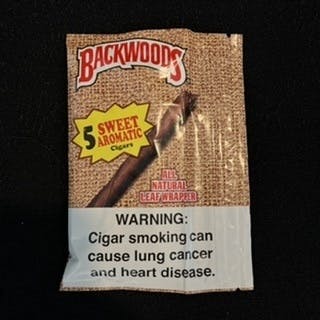 BACKWOODS
5 SWEET
AROMATIC
Cigars
ALL
NATURAL
LEAF WRAPPER
WARNING:
Cigar smoking can
cause lung cancer
and heart disease.